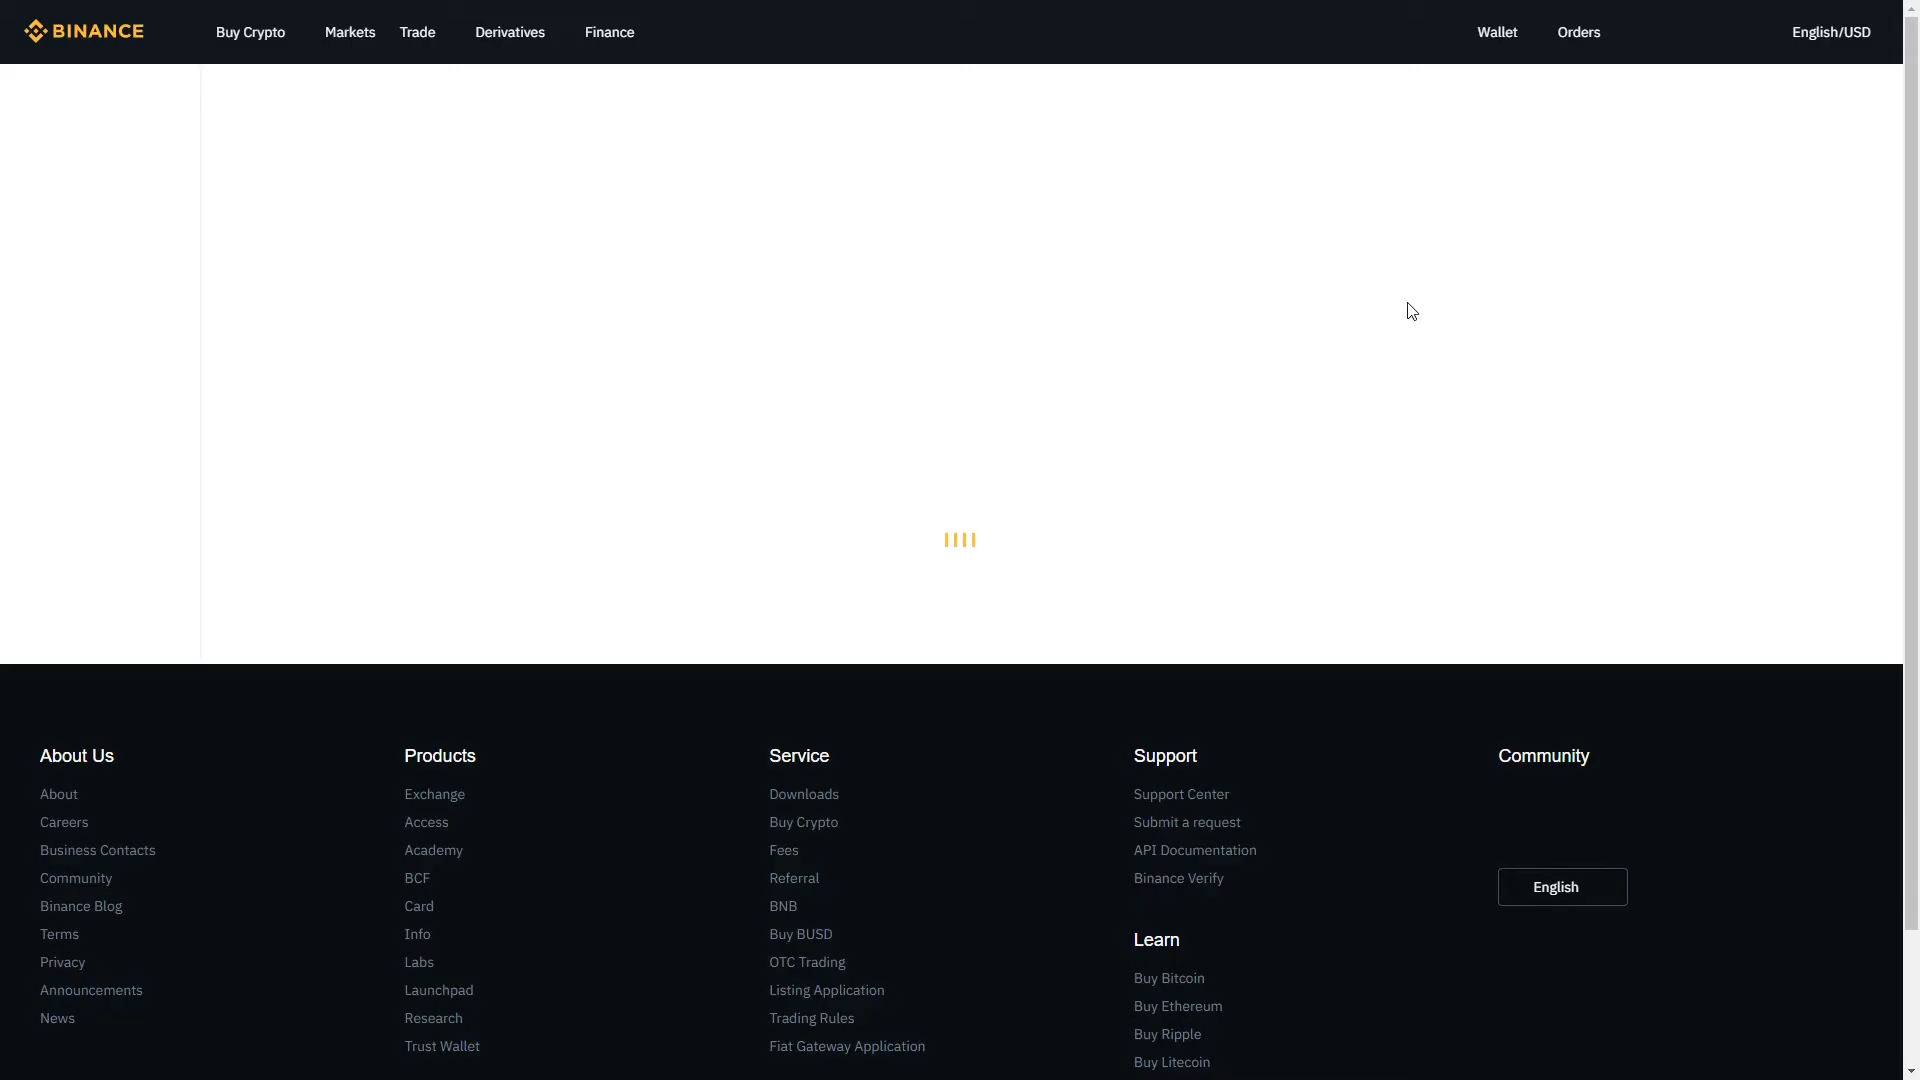 BINANCE
Buy Crypto
Markets
Trade
Derivatives
Finance
Wallet
Orders
English/USD
About Us
About
Careers
Business Contacts
Community
Binance Blog
Terms
Privacy
Announcements
News
Products
Exchange
Access
Academy
BCF
Card
Info
Labs
Launchpad
Research
Trust Wallet
Service
Downloads
Buy Crypto
Fees
Referral
BNB
Buy BUSD
OTC Trading
Listing Application
Trading Rules
Fiat Gateway Application
Support
Support Center
Submit a request
API Documentation
Binance Verify
Learn
Buy Bitcoin
Buy Ethereum
Buy Ripple
Buy Litecoin
Community
English